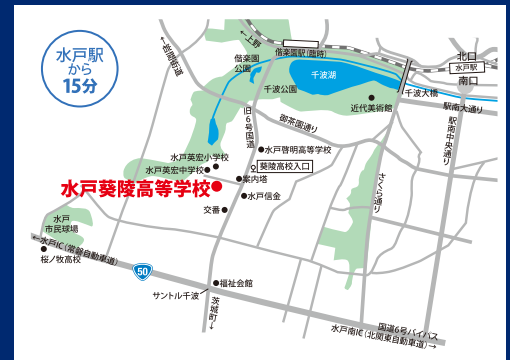 水戸駅
から
15分
←岩間街道
←上野
偕楽園駅(臨時)
偕楽園
公園
千波湖
千波公園
北口
水戸駅
南口
千波大橋
近代美術館
駅南大通り
旧6号国道
御茶園通り
駅南中央通り
水戸啓明高等学校
水戸英宏小学校
葵陵高校入口
水戸英宏中学校
案内塔
さくら通り
水戸葵陵高等学校
水戸信金
交番
水戸
市民球場
←水戸IC(常磐自動車道)
桜ノ牧高校
50
福祉会館
サントル千波
茨城町→
国道6号バイパス
水戸南IC(北関東自動車道)→